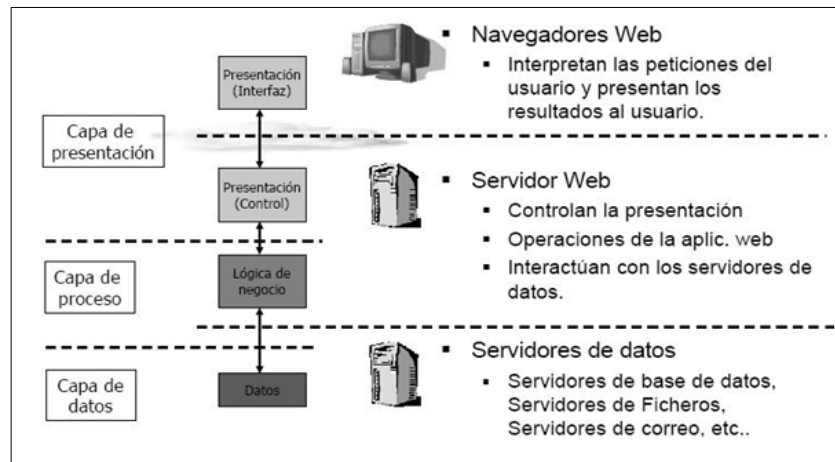 Presentación
(Interfaz)
▪ Navegadores Web
▪ Interpretan las peticiones del
usuario y presentan los
resultados al usuario.
Capa de
presentación
Presentación
(Control)
▪ Servidor Web
▪ Controlan la presentación
▪ Operaciones de la aplic. web
▪ Interactúan con los servidores de
datos.
Capa de
proceso
Lógica de
negocio
▪ Servidores de datos
▪ Servidores de base de datos,
Servidores de Ficheros,
Servidores de correo, etc..
Capa de
datos
Datos